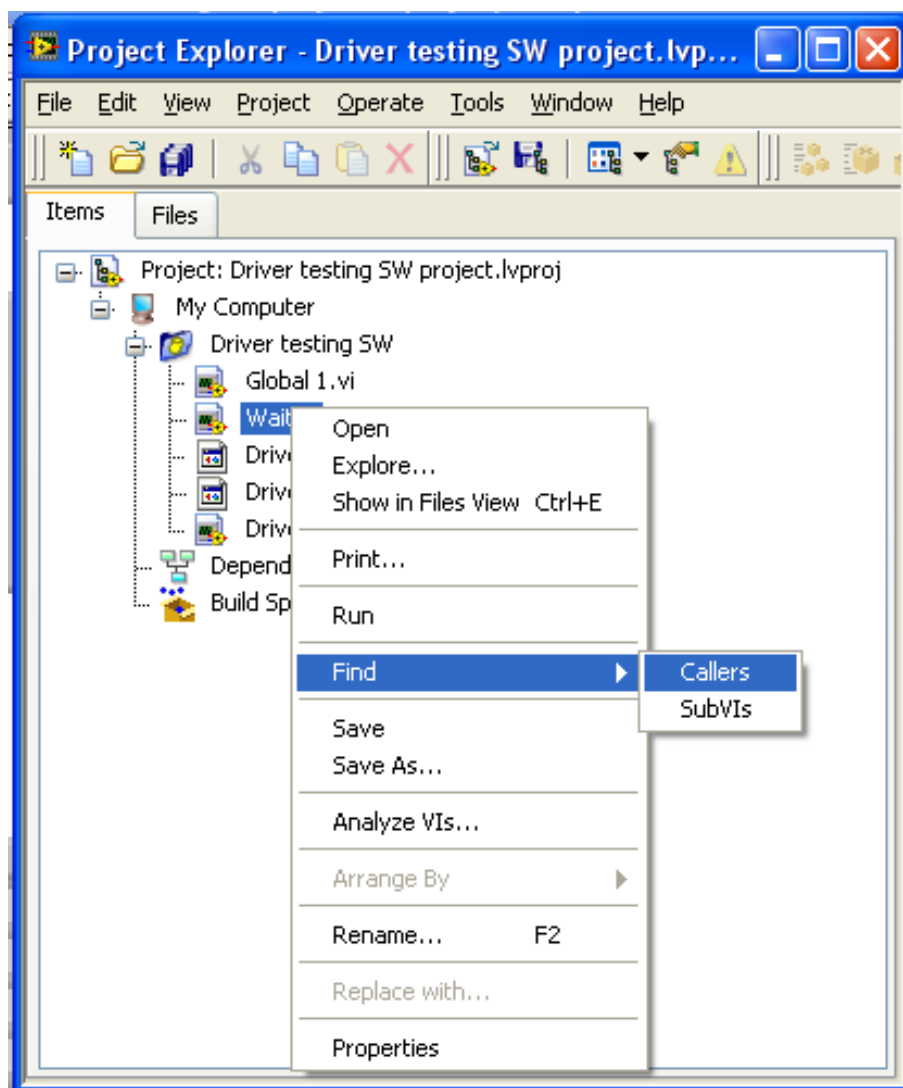 Project Explorer - Driver testing SW project.lvp...
File Edit View Project Operate Tools Window Help
Items Files
Project: Driver testing SW project.lvproj
My Computer
Driver testing SW
Global 1.vi
Wait
Open
Explore...
Show in Files View Ctrl+E
Print...
Run
Find
Callers
SubVIs
Save
Save As...
Analyze VIs...
Arrange By
Rename... F2
Replace with...
Properties
Driv
Driv
Driv
Depend
Build Sp